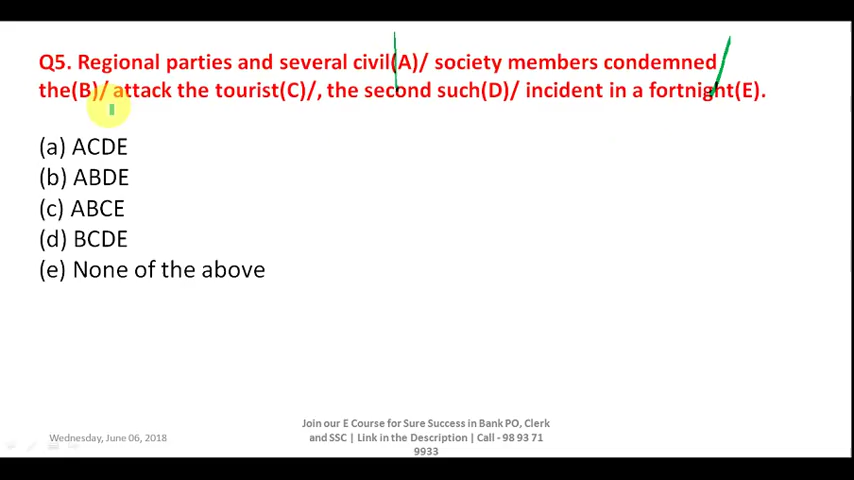 Q5. Regional parties and several civil(A)/ society members condemned
the(B)/ attack the tourist(C)/, the second such(D)/ incident in a fortnight(E).
(a) ACDE
(b) ABDE
(c) ABCE
(d) BCDE
(e) None of the above
Wednesday, June 06, 2018
Join our E Course for Sure Success in Bank PO, Clerk
and SSC | Link in the Description | Call - 98 93 71
9933